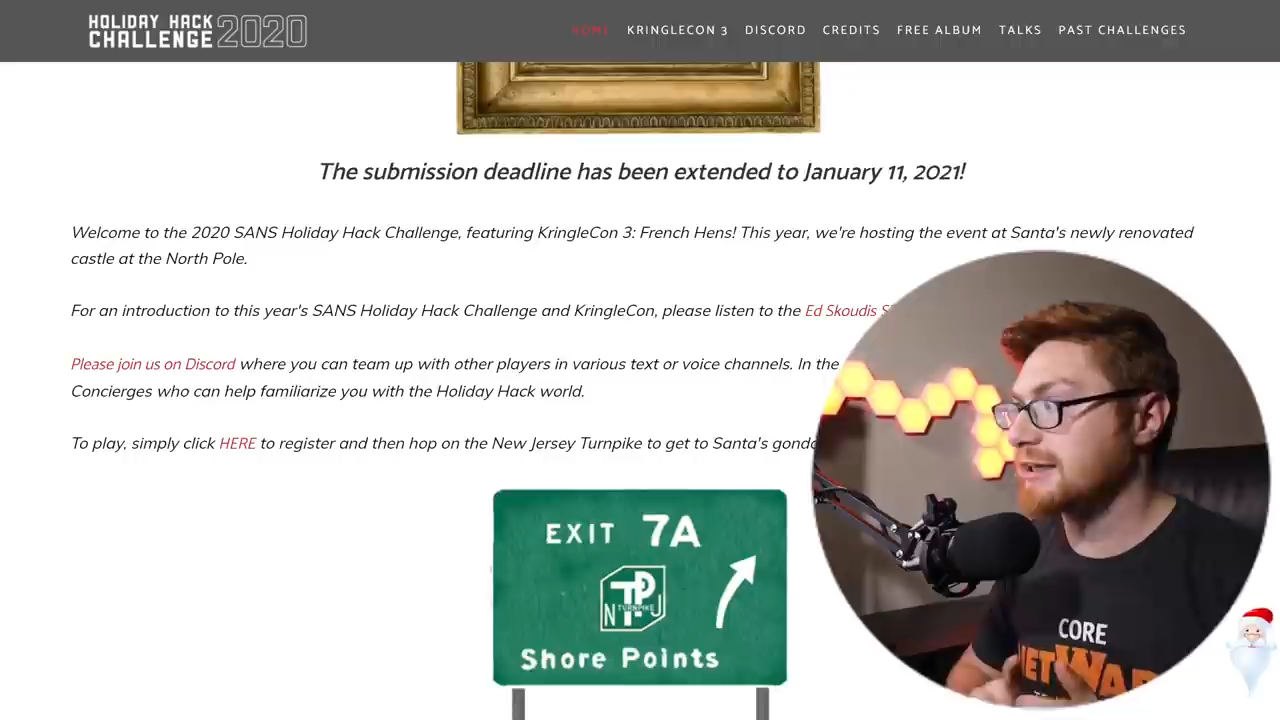 HOLIDAY HACK
CHALLENGE 2020
HOME KRINGLECON 3 DISCORD CREDITS FREE ALBUM TALKS PAST CHALLENGES
The submission deadline has been extended to January 11, 2021!
Welcome to the 2020 SANS Holiday Hack Challenge, featuring KringleCon 3: French Hens! This year, we're hosting the event at Santa's newly renovated
castle at the North Pole.
For an introduction to this year's SANS Holiday Hack Challenge and KringleCon, please listen to the Ed Skoudis
Please join us on Discord where you can team up with other players in various text or voice channels. In the
Concierges who can help familiarize you with the Holiday Hack world.
To play, simply click HERE to register and then hop on the New Jersey Turnpike to get to Santa's
EXIT 7A
N TP J
TURNPIKE
Shore Points
CORE